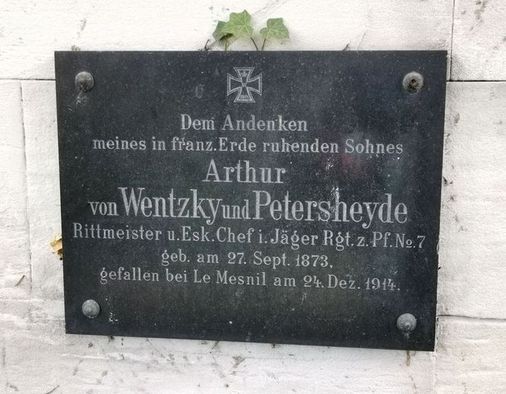 Dem Andenken
meines in franz. Erde ruhenden Sohnes
Arthur
von Wentzky und Petersheyde
Rittmeister u. Esk. Chef i. Jäger Rgt. z. Pf. No. 7
geb. am 27. Sept. 1873,
gefallen bei Le Mesnil am 24. Dez. 1914.